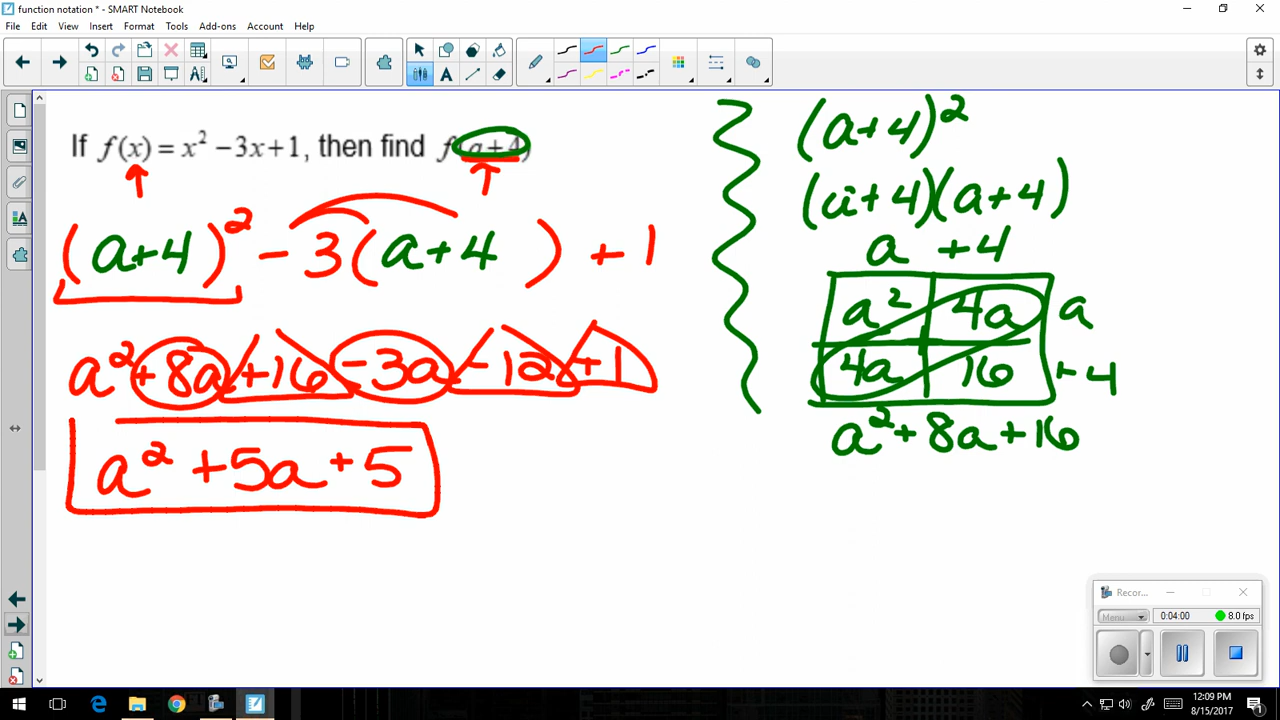 function notation * - SMART Notebook
File Edit View Insert Format Tools Add-ons Account Help
If f(x) = x² − 3x + 1, then find f(a + 4)
(a+4)² − 3(a+4) + 1
a² +8a +16 −3a −12 +1
a² +5a +5
(a+4)²
(a+4)(a+4)
a +4
a² 4a a
4a 16 +4
a² + 8a + 16
Recor...
Menu 0:04:00 8.0 fps
12:09 PM
8/15/2017